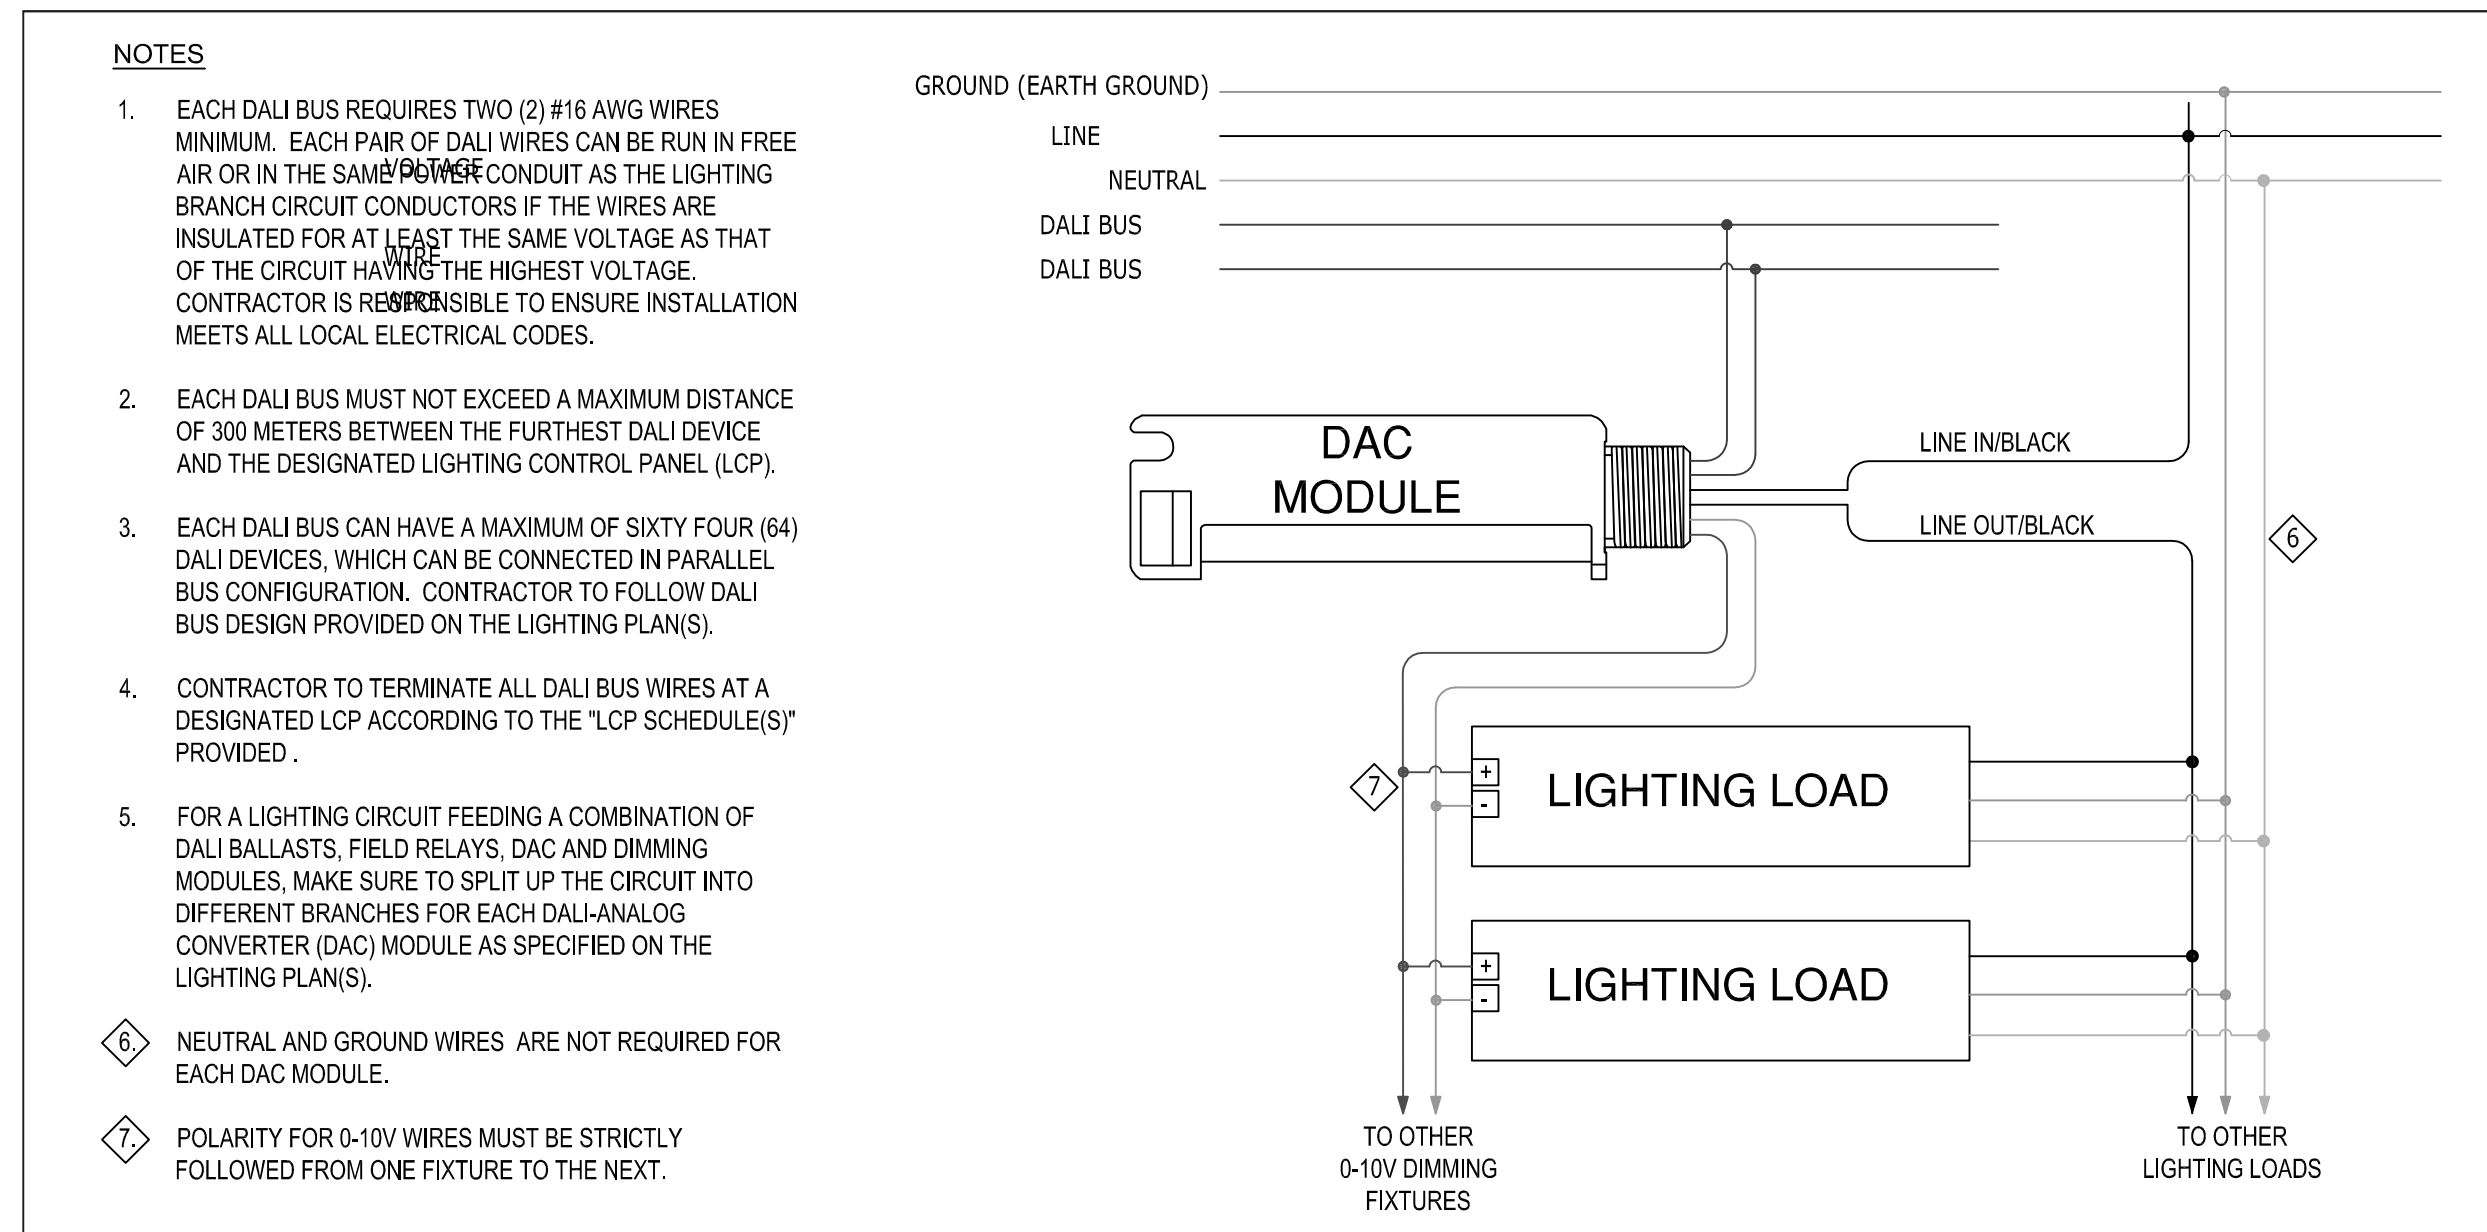 NOTES
1. EACH DALI BUS REQUIRES TWO (2) #16 AWG WIRES
MINIMUM. EACH PAIR OF DALI WIRES CAN BE RUN IN FREE
AIR OR IN THE SAME POWER CONDUIT AS THE LIGHTING
VOLTAGE
BRANCH CIRCUIT CONDUCTORS IF THE WIRES ARE
INSULATED FOR AT LEAST THE SAME VOLTAGE AS THAT
WIRE
OF THE CIRCUIT HAVING THE HIGHEST VOLTAGE.
CONTRACTOR IS RESPONSIBLE TO ENSURE INSTALLATION
WIRE
MEETS ALL LOCAL ELECTRICAL CODES.
2. EACH DALI BUS MUST NOT EXCEED A MAXIMUM DISTANCE
OF 300 METERS BETWEEN THE FURTHEST DALI DEVICE
AND THE DESIGNATED LIGHTING CONTROL PANEL (LCP).
3. EACH DALI BUS CAN HAVE A MAXIMUM OF SIXTY FOUR (64)
DALI DEVICES, WHICH CAN BE CONNECTED IN PARALLEL
BUS CONFIGURATION. CONTRACTOR TO FOLLOW DALI
BUS DESIGN PROVIDED ON THE LIGHTING PLAN(S).
4. CONTRACTOR TO TERMINATE ALL DALI BUS WIRES AT A
DESIGNATED LCP ACCORDING TO THE "LCP SCHEDULE(S)"
PROVIDED .
5. FOR A LIGHTING CIRCUIT FEEDING A COMBINATION OF
DALI BALLASTS, FIELD RELAYS, DAC AND DIMMING
MODULES, MAKE SURE TO SPLIT UP THE CIRCUIT INTO
DIFFERENT BRANCHES FOR EACH DALI-ANALOG
CONVERTER (DAC) MODULE AS SPECIFIED ON THE
LIGHTING PLAN(S).
6. NEUTRAL AND GROUND WIRES ARE NOT REQUIRED FOR
EACH DAC MODULE.
7. POLARITY FOR 0-10V WIRES MUST BE STRICTLY
FOLLOWED FROM ONE FIXTURE TO THE NEXT.
GROUND (EARTH GROUND)
LINE
NEUTRAL
DALI BUS
DALI BUS
DAC
MODULE
LINE IN/BLACK
LINE OUT/BLACK
6
7
+
-
LIGHTING LOAD
+
-
LIGHTING LOAD
TO OTHER
0-10V DIMMING
FIXTURES
TO OTHER
LIGHTING LOADS